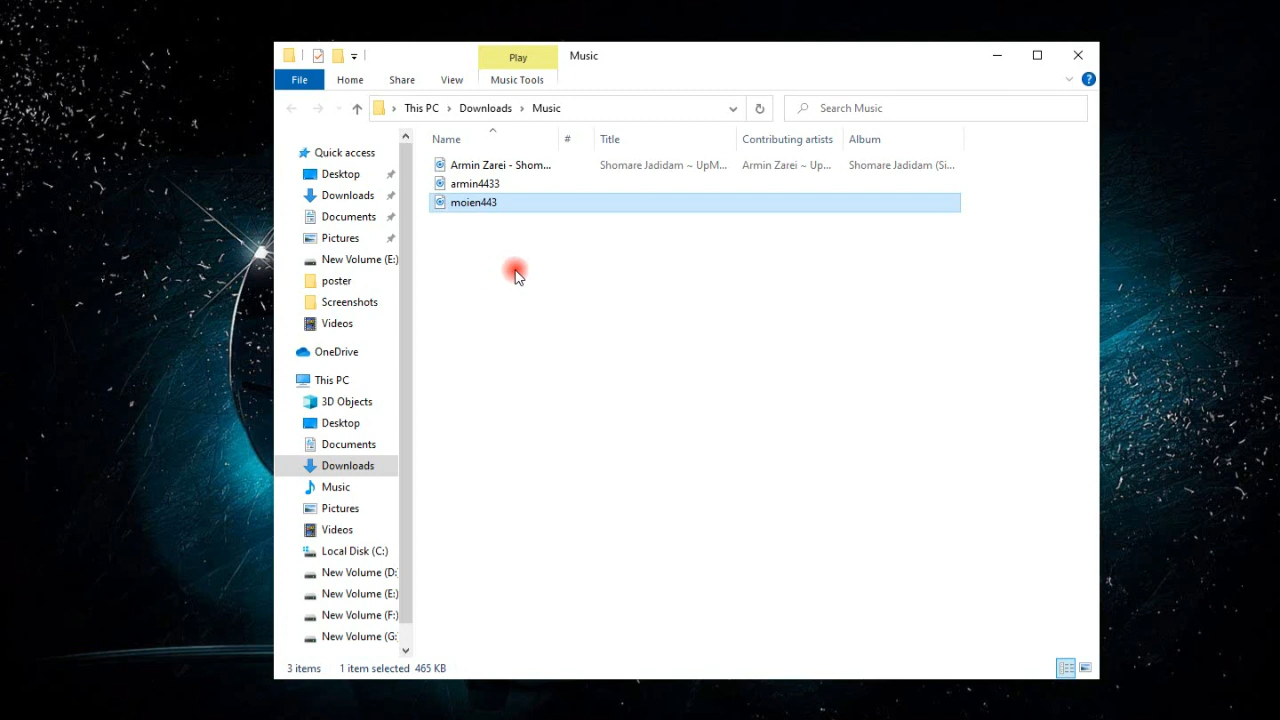 Play
Music
File
Home
Share
View
Music Tools
This PC
Downloads
Music
Search Music
Name
#
Title
Contributing artists
Album
Armin Zarei - Shom...
Shomare Jadidam ~ UpM...
Armin Zarei ~ Up...
Shomare Jadidam (Si...
armin4433
moien443
Quick access
Desktop
Downloads
Documents
Pictures
New Volume (E:)
poster
Screenshots
Videos
OneDrive
This PC
3D Objects
Desktop
Documents
Downloads
Music
Pictures
Videos
Local Disk (C:)
New Volume (D:
New Volume (E:)
New Volume (F:)
New Volume (G:
3 items
1 item selected 465 KB